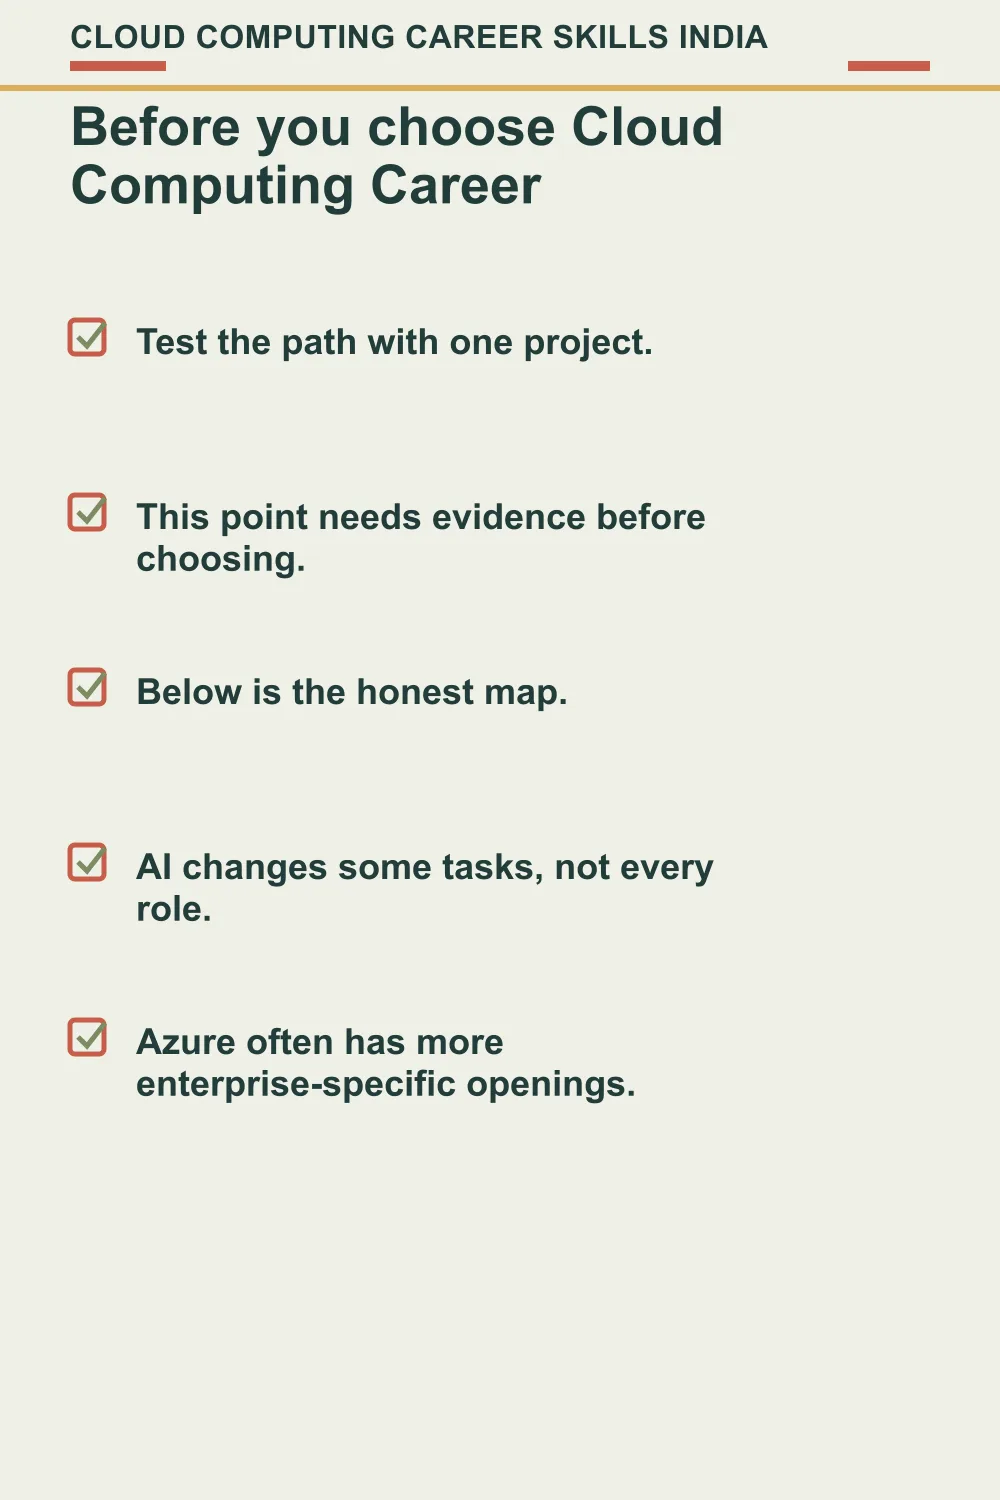 CLOUD COMPUTING CAREER SKILLS INDIA
Before you choose Cloud
Computing Career
Test the path with one project.
This point needs evidence before
choosing.
Below is the honest map.
AI changes some tasks, not every
role.
Azure often has more
enterprise-specific openings.